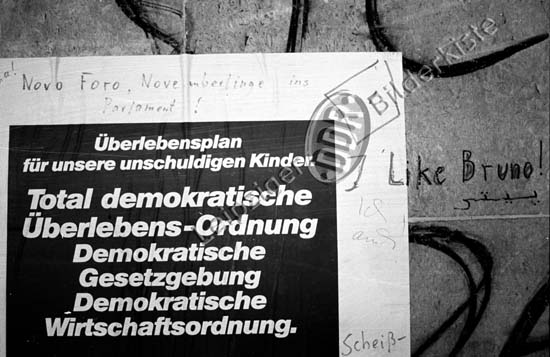 Novo Foro, Novemberlinge ins
Parlament!
Überlebensplan
für unsere unschuldigen Kinder.
Total demokratische
Überlebens-Ordnung
Demokratische
Gesetzgebung
Demokratische
Wirtschaftsordnung.
I Like Bruno!
Ich
auch!
Scheiß-
Leipziger Bilderkiste